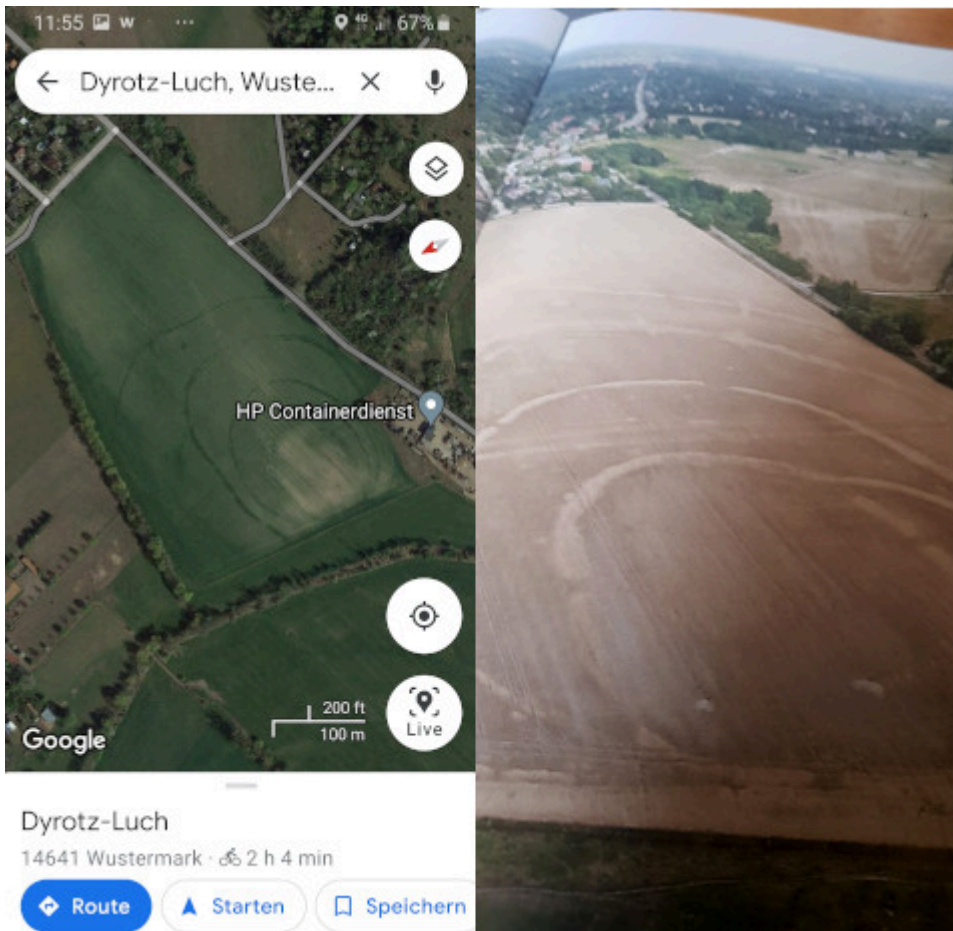 11:55 W ... 4G 67%
Dyrotz-Luch, Wuste...
HP Containerdienst
200 ft
100 m
Live
Google
Dyrotz-Luch
14641 Wustermark · 2 h 4 min
Route Starten Speichern